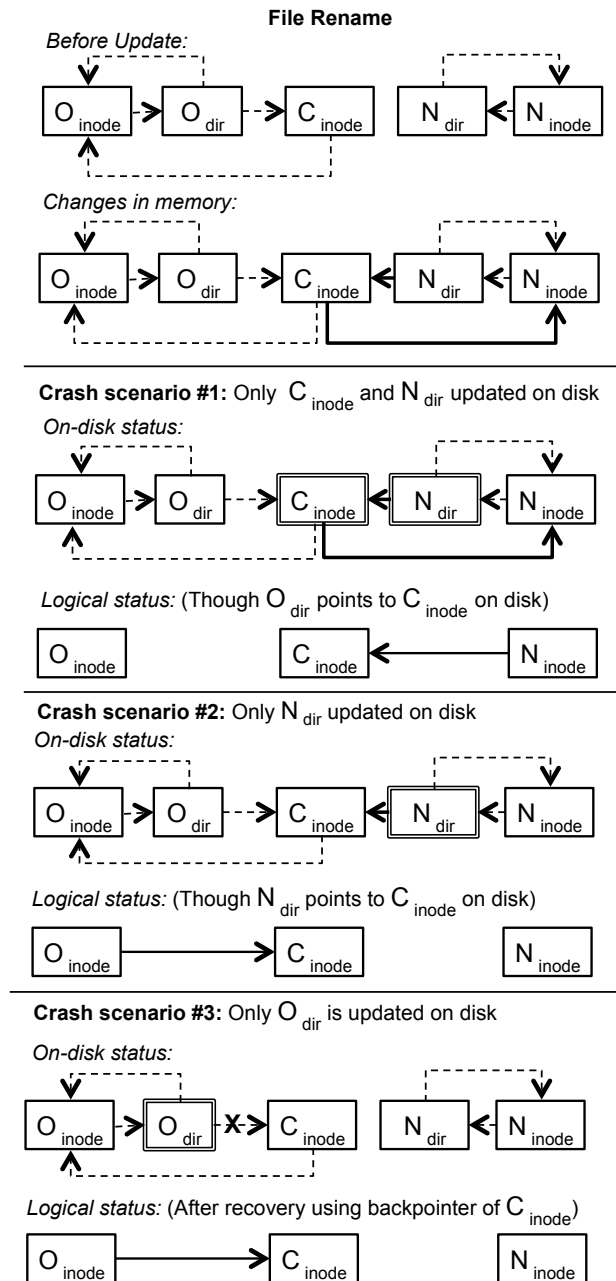 File Rename
Before Update:
O inode O dir C inode N dir N inode
Changes in memory:
O inode O dir C inode N dir N inode
Crash scenario #1: Only C inode and N dir updated on disk
On-disk status:
O inode O dir C inode N dir N inode
Logical status: (Though O dir points to C inode on disk)
O inode C inode N inode
Crash scenario #2: Only N dir updated on disk
On-disk status:
O inode O dir C inode N dir N inode
Logical status: (Though N dir points to C inode on disk)
O inode C inode N inode
Crash scenario #3: Only O dir is updated on disk
On-disk status:
O inode O dir X C inode N dir N inode
Logical status: (After recovery using backpointer of C inode)
O inode C inode N inode